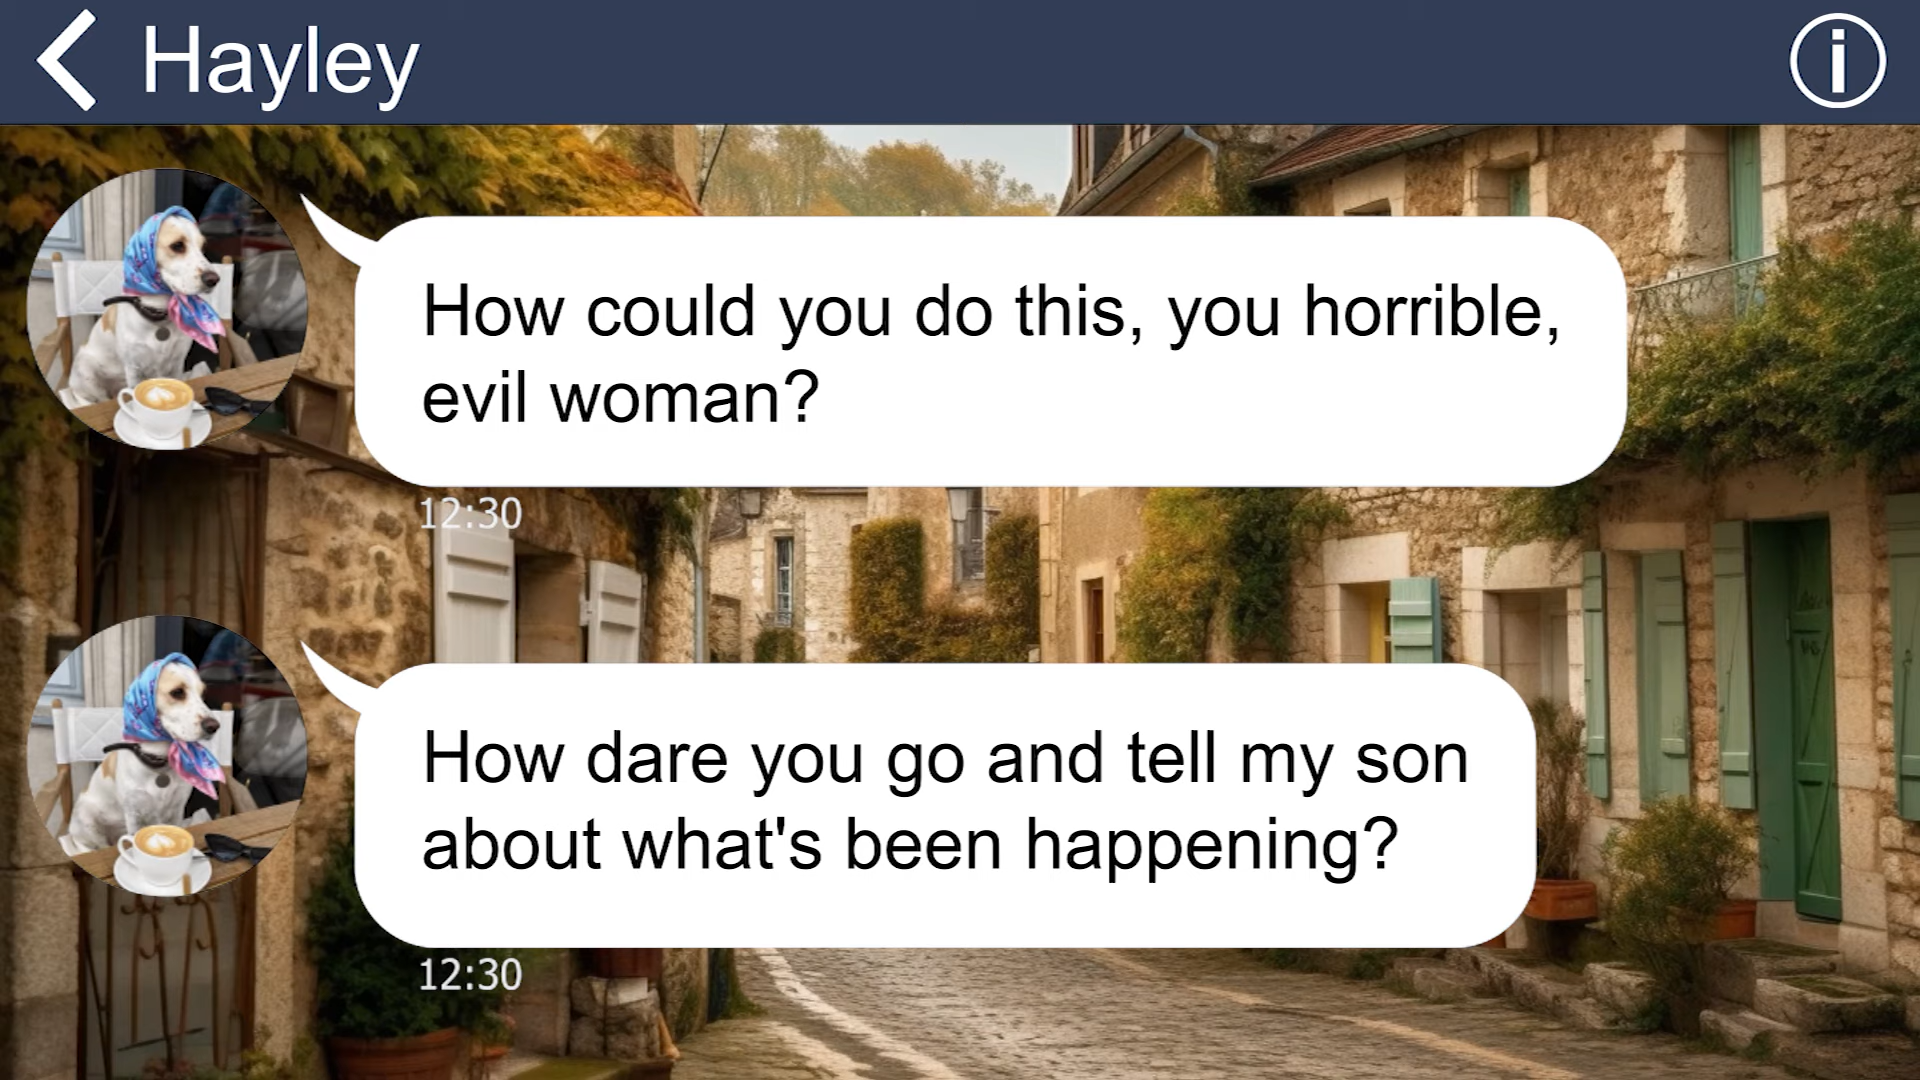 Hayley
How could you do this, you horrible,
evil woman?
12:30
How dare you go and tell my son
about what's been happening?
12:30